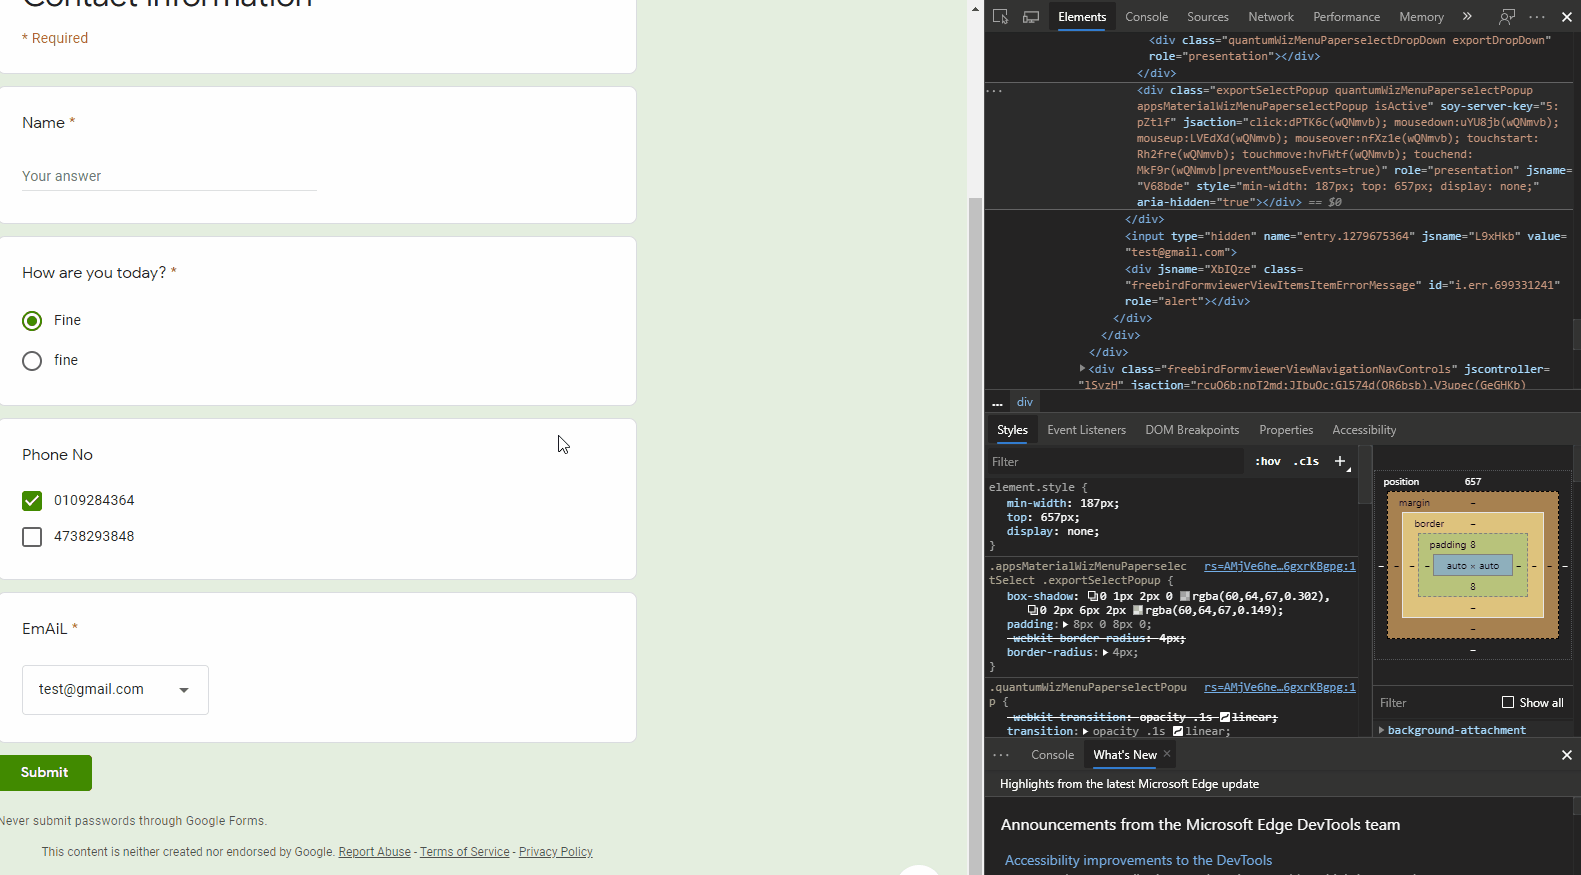 Contact information
* Required
Name *
Your answer
How are you today? *
Fine
fine
Phone No
0109284364
4738293848
EmAiL *
test@gmail.com
Submit
Never submit passwords through Google Forms.
This content is neither created nor endorsed by Google. Report Abuse - Terms of Service - Privacy Policy
Elements Console Sources Network Performance Memory »
<div class="quantumWizMenuPaperselectDropDown exportDropDown"
role="presentation"></div>
</div>
<div class="exportSelectPopup quantumWizMenuPaperselectPopup
appsMaterialWizMenuPaperselectPopup isActive" soy-server-key="5:
pZtlf" jsaction="click:dPTK6c(wQNmvb); mousedown:uYU8jb(wQNmvb);
mouseup:LVEdXd(wQNmvb); mouseover:nfXz1e(wQNmvb); touchstart:
Rh2fre(wQNmvb); touchmove:hvFWtf(wQNmvb); touchend:
MkF9r(wQNmvb|preventMouseEvents=true)" role="presentation" jsname=
"V68bde" style="min-width: 187px; top: 657px; display: none;"
aria-hidden="true"></div> == $0
</div>
<input type="hidden" name="entry.1279675364" jsname="L9xHkb" value=
"test@gmail.com">
<div jsname="XbIQze" class=
"freebirdFormviewerViewItemsItemErrorMessage" id="i.err.699331241"
role="alert"></div>
</div>
</div>
</div>
<div class="freebirdFormviewerViewNavigationNavControls" jscontroller=
"lSvzH" jsaction="rcuQ6b:npT2md;JIbuQc:Gl574d(QR6bsb),V3upec(GeGHKb)
... div
Styles Event Listeners DOM Breakpoints Properties Accessibility
Filter :hov .cls +
element.style {
min-width: 187px;
top: 657px;
display: none;
}
.appsMaterialWizMenuPaperselec rs=AMjVe6he…6gxrKBgpg:1
tSelect .exportSelectPopup {
box-shadow: 0 1px 2px 0 rgba(60,64,67,0.302),
0 2px 6px 2px rgba(60,64,67,0.149);
padding: 8px 0 8px 0;
-webkit-border-radius: 4px;
border-radius: 4px;
}
.quantumWizMenuPaperselectPopu rs=AMjVe6he…6gxrKBgpg:1
p {
-webkit-transition: opacity .1s linear;
transition: opacity .1s linear;
position 657
margin –
border –
padding 8
– – – – auto × auto – – – –
8
–
–
–
Filter Show all
background-attachment
Console What's New ×
Highlights from the latest Microsoft Edge update
Announcements from the Microsoft Edge DevTools team
Accessibility improvements to the DevTools